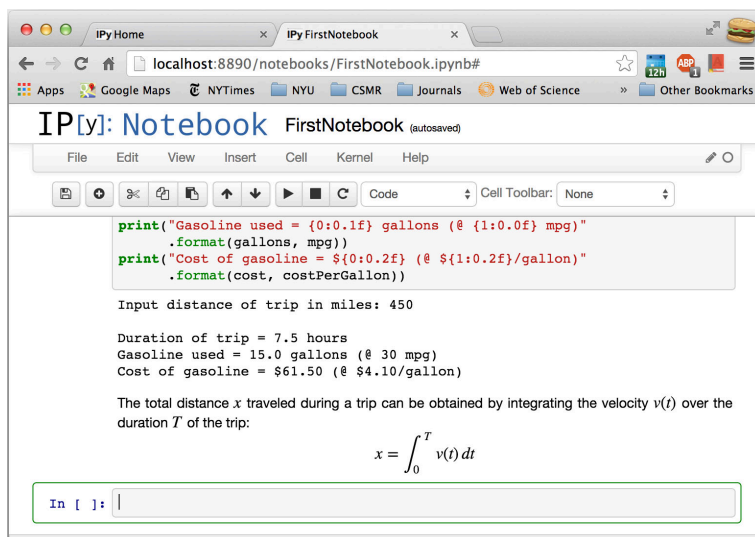 IPy Home × IPy FirstNotebook ×
localhost:8890/notebooks/FirstNotebook.ipynb# 12h ABP 1
Apps Google Maps NYTimes NYU CSMR Journals Web of Science » Other Bookmarks
IP[y]: Notebook FirstNotebook (autosaved)
File Edit View Insert Cell Kernel Help
Code Cell Toolbar: None
print("Gasoline used = {0:0.1f} gallons (@ {1:0.0f} mpg)"
.format(gallons, mpg))
print("Cost of gasoline = ${0:0.2f} (@ ${1:0.2f}/gallon)"
.format(cost, costPerGallon))
Input distance of trip in miles: 450
Duration of trip = 7.5 hours
Gasoline used = 15.0 gallons (@ 30 mpg)
Cost of gasoline = $61.50 (@ $4.10/gallon)
The total distance x traveled during a trip can be obtained by integrating the velocity v(t) over the
duration T of the trip:
x = ∫₀ᵀ v(t) dt
In [ ]: